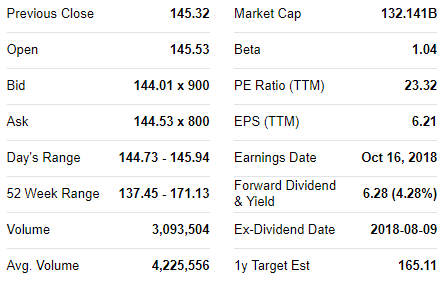 Previous Close 145.32
Open 145.53
Bid 144.01 x 900
Ask 144.53 x 800
Day's Range 144.73 - 145.94
52 Week Range 137.45 - 171.13
Volume 3,093,504
Avg. Volume 4,225,556
Market Cap 132.141B
Beta 1.04
PE Ratio (TTM) 23.32
EPS (TTM) 6.21
Earnings Date Oct 16, 2018
Forward Dividend
& Yield 6.28 (4.28%)
Ex-Dividend Date 2018-08-09
1y Target Est 165.11